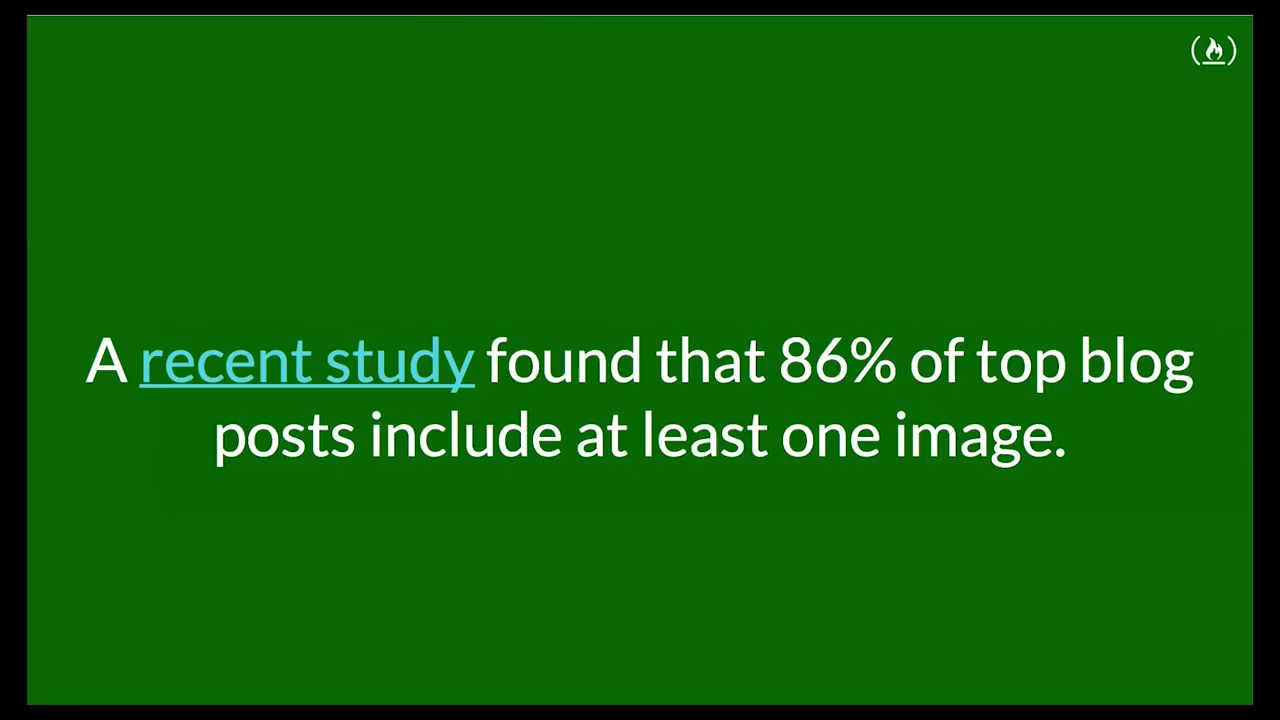 A recent study found that 86% of top blog
posts include at least one image.